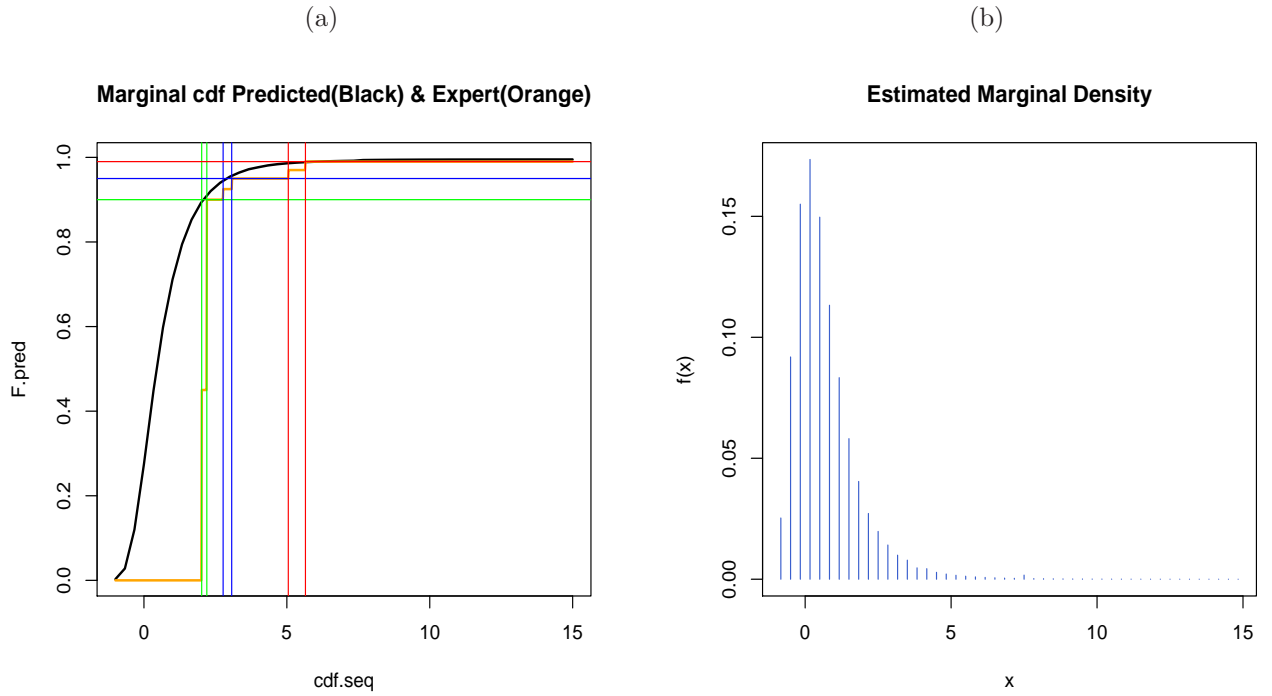 (a)
Marginal cdf Predicted(Black) & Expert(Orange)
F.pred
1.0
0.8
0.6
0.4
0.2
0.0
0 5 10 15
cdf.seq
(b)
Estimated Marginal Density
f(x)
0.15
0.10
0.05
0.00
0 5 10 15
x